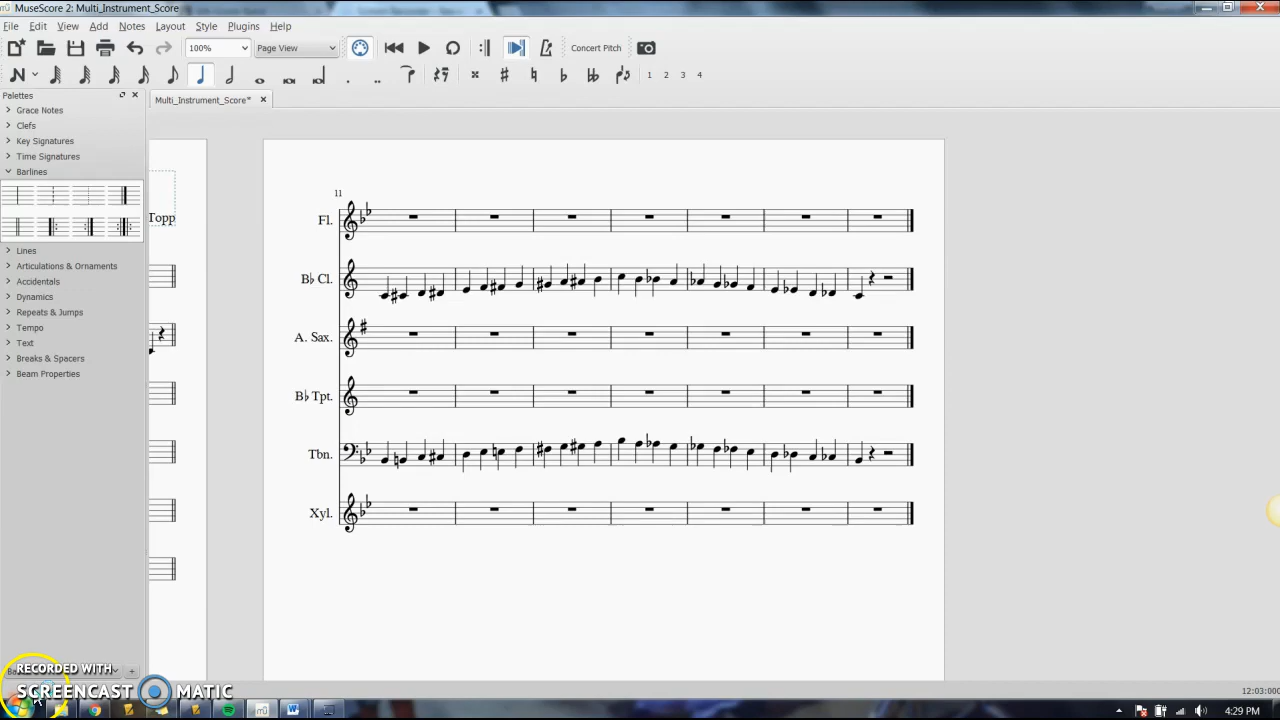 MuseScore 2: Multi_Instrument_Score
File Edit View Add Notes Layout Style Plugins Help
100% Page View Concert Pitch
1 2 3 4
Palettes
Multi_Instrument_Score*
Grace Notes
Clefs
Key Signatures
Time Signatures
Barlines
Topp
Lines
Articulations & Ornaments
Accidentals
Dynamics
Repeats & Jumps
Tempo
Text
Breaks & Spacers
Beam Properties
11
Fl.
B♭ Cl.
A. Sax.
B♭ Tpt.
Tbn.
Xyl.
RECORDED WITH
SCREENCAST MATIC
12:03:000
4:29 PM